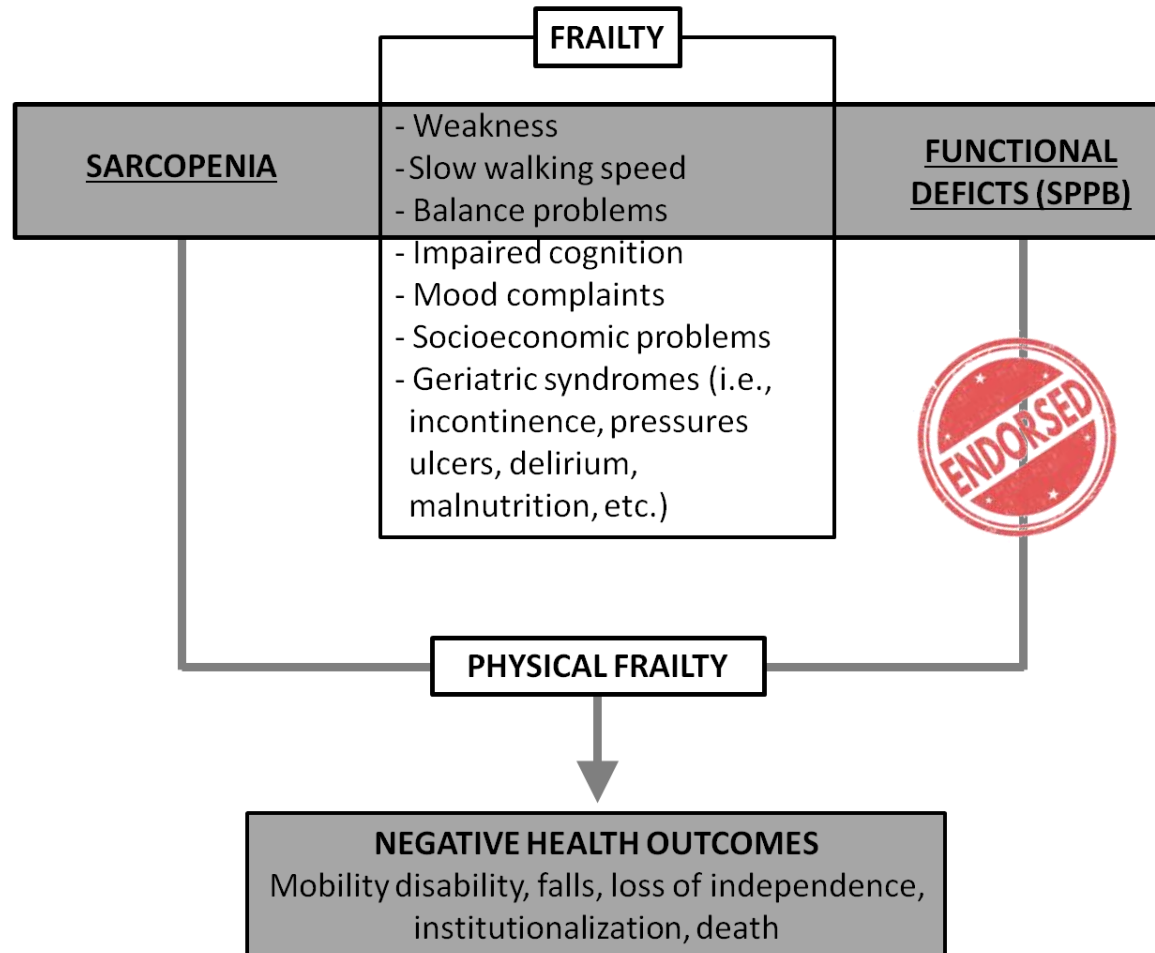 FRAILTY
SARCOPENIA
- Weakness
-Slow walking speed
- Balance problems
- Impaired cognition
- Mood complaints
- Socioeconomic problems
- Geriatric syndromes (i.e.,
incontinence, pressures
ulcers, delirium,
malnutrition, etc.)
FUNCTIONAL
DEFICTS (SPPB)
ENDORSED
PHYSICAL FRAILTY
NEGATIVE HEALTH OUTCOMES
Mobility disability, falls, loss of independence,
institutionalization, death